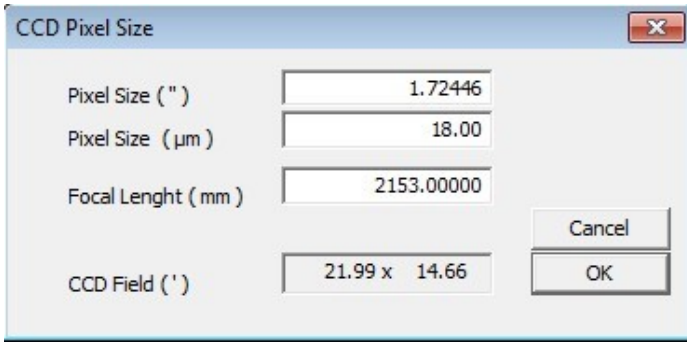 CCD Pixel Size
Pixel Size ( " ) 1.72446
Pixel Size ( µm ) 18.00
Focal Lenght ( mm ) 2153.00000
Cancel
CCD Field ( ' ) 21.99 x 14.66 OK